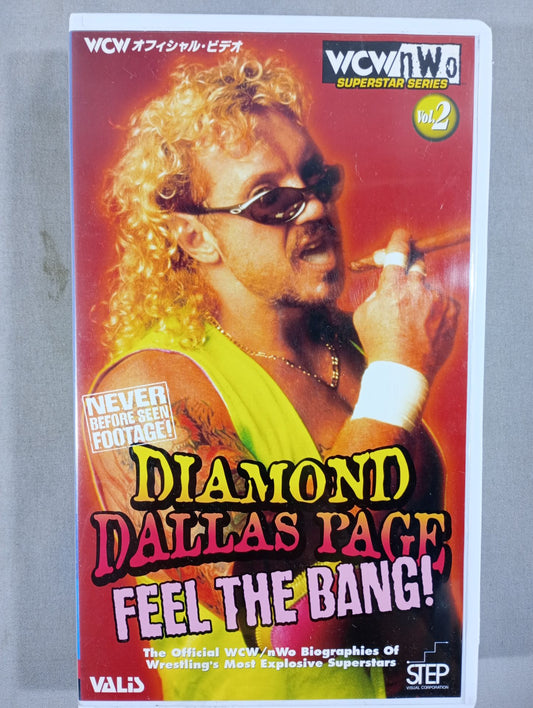 WCW オフィシャル・ビデオ
WCW/nWo
SUPERSTAR SERIES
Vol.2
NEVER
BEFORE SEEN
FOOTAGE!
DIAMOND
DALLAS PAGE
FEEL THE BANG!
The Official WCW/nWo Biographies Of
Wrestling's Most Explosive Superstars
VALiS
STEP
VISUAL CORPORATION